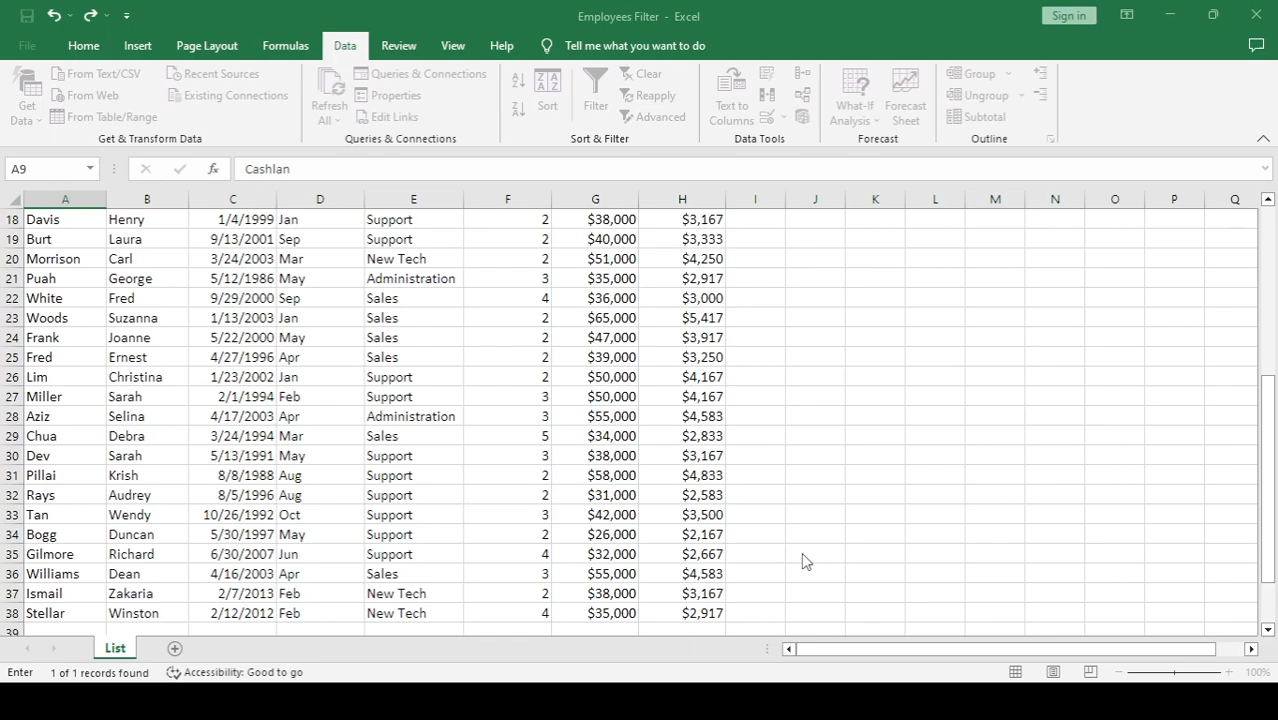 Employees Filter - Excel
Sign in
File Home Insert Page Layout Formulas Data Review View Help Tell me what you want to do
Get Data
From Text/CSV
From Web
From Table/Range
Recent Sources
Existing Connections
Get & Transform Data
Refresh All
Queries & Connections
Properties
Edit Links
Queries & Connections
Sort
Filter
Clear
Reapply
Advanced
Sort & Filter
Text to Columns
Data Tools
What-If Analysis
Forecast Sheet
Forecast
Group
Ungroup
Subtotal
Outline
A9 fx Cashlan
A B C D E F G H I J K L M N O P Q
18 Davis Henry 1/4/1999 Jan Support 2 $38,000 $3,167
19 Burt Laura 9/13/2001 Sep Support 2 $40,000 $3,333
20 Morrison Carl 3/24/2003 Mar New Tech 2 $51,000 $4,250
21 Puah George 5/12/1986 May Administration 3 $35,000 $2,917
22 White Fred 9/29/2000 Sep Sales 4 $36,000 $3,000
23 Woods Suzanna 1/13/2003 Jan Sales 2 $65,000 $5,417
24 Frank Joanne 5/22/2000 May Sales 2 $47,000 $3,917
25 Fred Ernest 4/27/1996 Apr Sales 2 $39,000 $3,250
26 Lim Christina 1/23/2002 Jan Support 2 $50,000 $4,167
27 Miller Sarah 2/1/1994 Feb Support 3 $50,000 $4,167
28 Aziz Selina 4/17/2003 Apr Administration 3 $55,000 $4,583
29 Chua Debra 3/24/1994 Mar Sales 5 $34,000 $2,833
30 Dev Sarah 5/13/1991 May Support 3 $38,000 $3,167
31 Pillai Krish 8/8/1988 Aug Support 2 $58,000 $4,833
32 Rays Audrey 8/5/1996 Aug Support 2 $31,000 $2,583
33 Tan Wendy 10/26/1992 Oct Support 3 $42,000 $3,500
34 Bogg Duncan 5/30/1997 May Support 2 $26,000 $2,167
35 Gilmore Richard 6/30/2007 Jun Support 4 $32,000 $2,667
36 Williams Dean 4/16/2003 Apr Sales 3 $55,000 $4,583
37 Ismail Zakaria 2/7/2013 Feb New Tech 2 $38,000 $3,167
38 Stellar Winston 2/12/2012 Feb New Tech 4 $35,000 $2,917
39
List
Enter 1 of 1 records found Accessibility: Good to go 100%